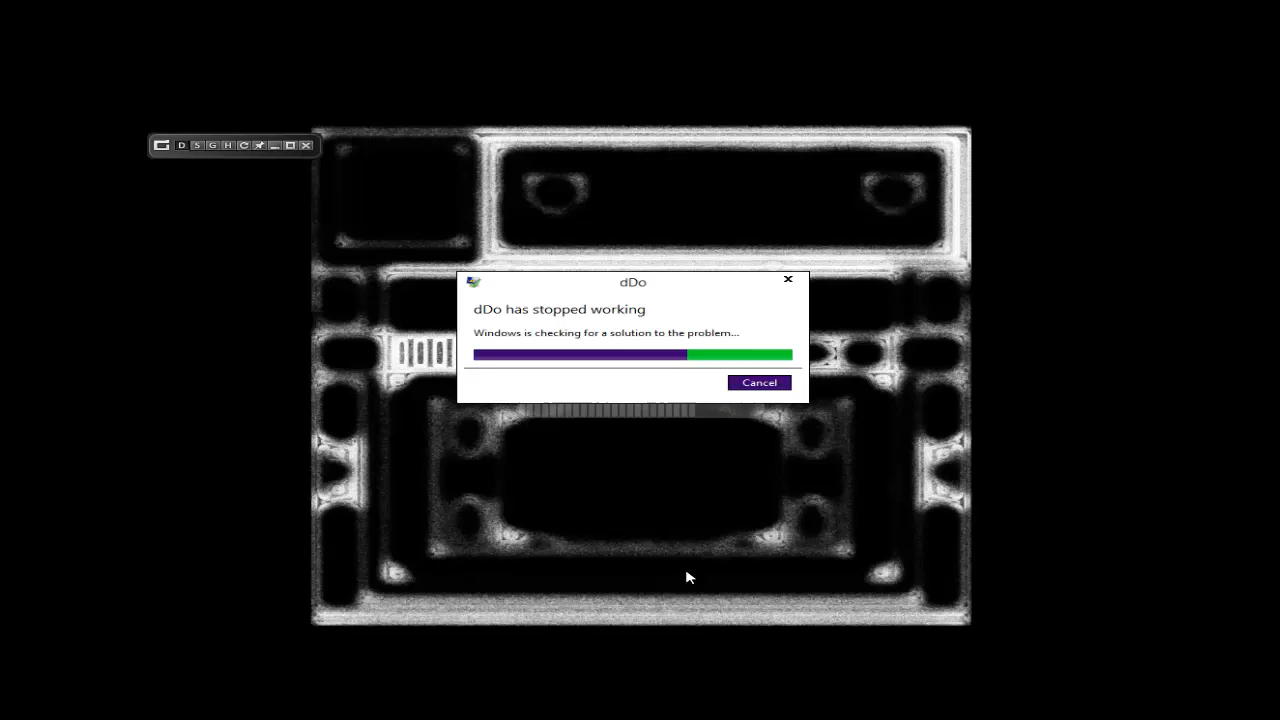 D S G H
dDo
dDo has stopped working
Windows is checking for a solution to the problem...
Cancel